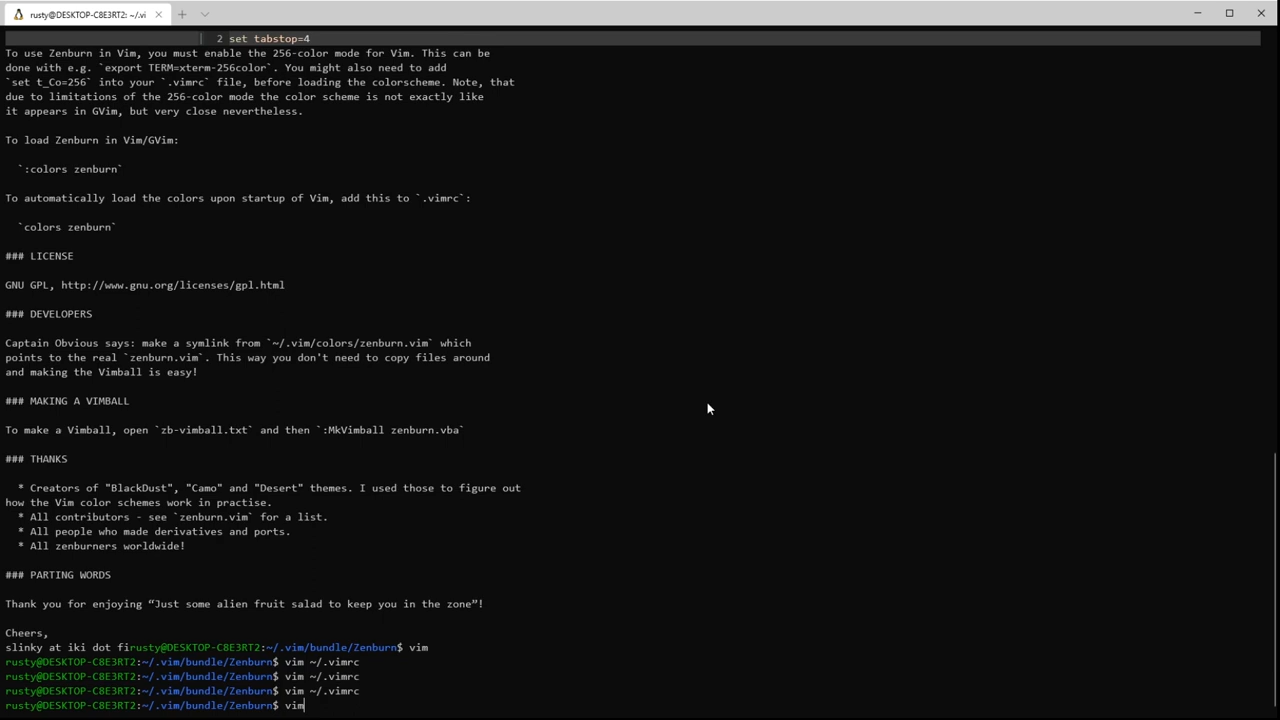 rusty@DESKTOP-C8E3RT2: ~/.vi
2 set tabstop=4
To use Zenburn in Vim, you must enable the 256-color mode for Vim. This can be
done with e.g. `export TERM=xterm-256color`. You might also need to add
`set t_Co=256` into your `.vimrc` file, before loading the colorscheme. Note, that
due to limitations of the 256-color mode the color scheme is not exactly like
it appears in GVim, but very close nevertheless.
To load Zenburn in Vim/GVim:
`:colors zenburn`
To automatically load the colors upon startup of Vim, add this to `.vimrc`:
`colors zenburn`
### LICENSE
GNU GPL, http://www.gnu.org/licenses/gpl.html
### DEVELOPERS
Captain Obvious says: make a symlink from `~/.vim/colors/zenburn.vim` which
points to the real `zenburn.vim`. This way you don't need to copy files around
and making the Vimball is easy!
### MAKING A VIMBALL
To make a Vimball, open `zb-vimball.txt` and then `:MkVimball zenburn.vba`
### THANKS
* Creators of "BlackDust", "Camo" and "Desert" themes. I used those to figure out
how the Vim color schemes work in practise.
* All contributors - see `zenburn.vim` for a list.
* All people who made derivatives and ports.
* All zenburners worldwide!
### PARTING WORDS
Thank you for enjoying “Just some alien fruit salad to keep you in the zone”!
Cheers,
slinky at iki dot firusty@DESKTOP-C8E3RT2:~/.vim/bundle/Zenburn$ vim
rusty@DESKTOP-C8E3RT2:~/.vim/bundle/Zenburn$ vim ~/.vimrc
rusty@DESKTOP-C8E3RT2:~/.vim/bundle/Zenburn$ vim ~/.vimrc
rusty@DESKTOP-C8E3RT2:~/.vim/bundle/Zenburn$ vim ~/.vimrc
rusty@DESKTOP-C8E3RT2:~/.vim/bundle/Zenburn$ vim